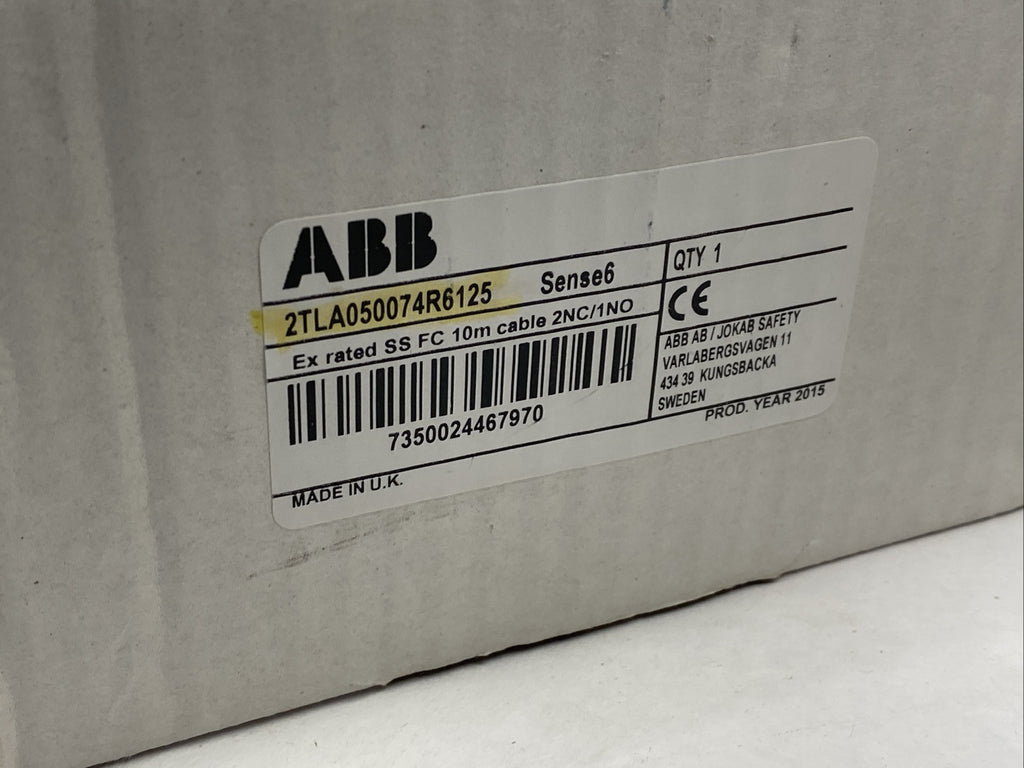 ABB
2TLA050074R6125 Sense6
Ex rated SS FC 10m cable 2NC/1NO
7350024467970
MADE IN U.K.
QTY 1
CE
ABB AB / JOKAB SAFETY
VARLABERGSVAGEN 11
434 39 KUNGSBACKA
SWEDEN
PROD. YEAR 2015